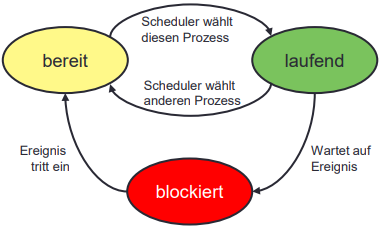 Scheduler wählt
diesen Prozess
bereit
laufend
Scheduler wählt
anderen Prozess
Ereignis
tritt ein
Wartet auf
Ereignis
blockiert